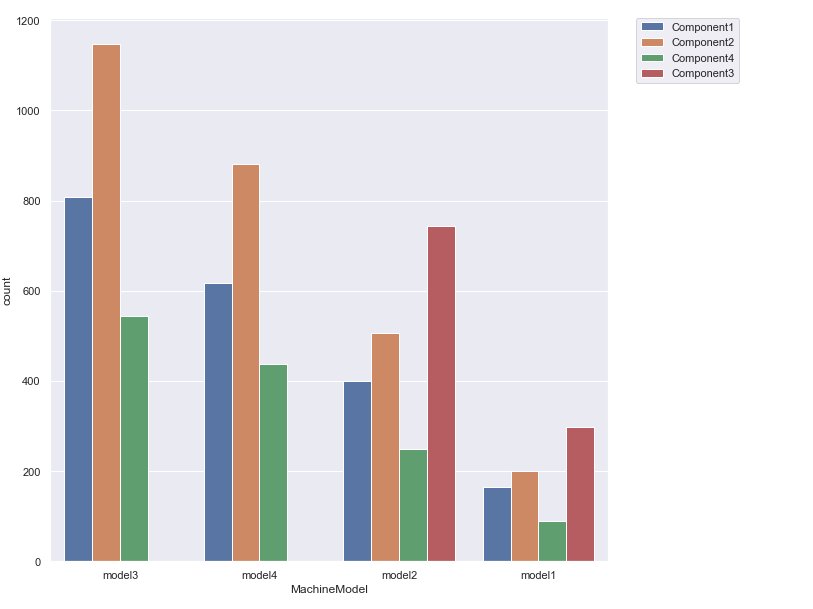 1200
1000
800
600
400
200
0
count
model3 model4 model2 model1
MachineModel
Component1
Component2
Component4
Component3